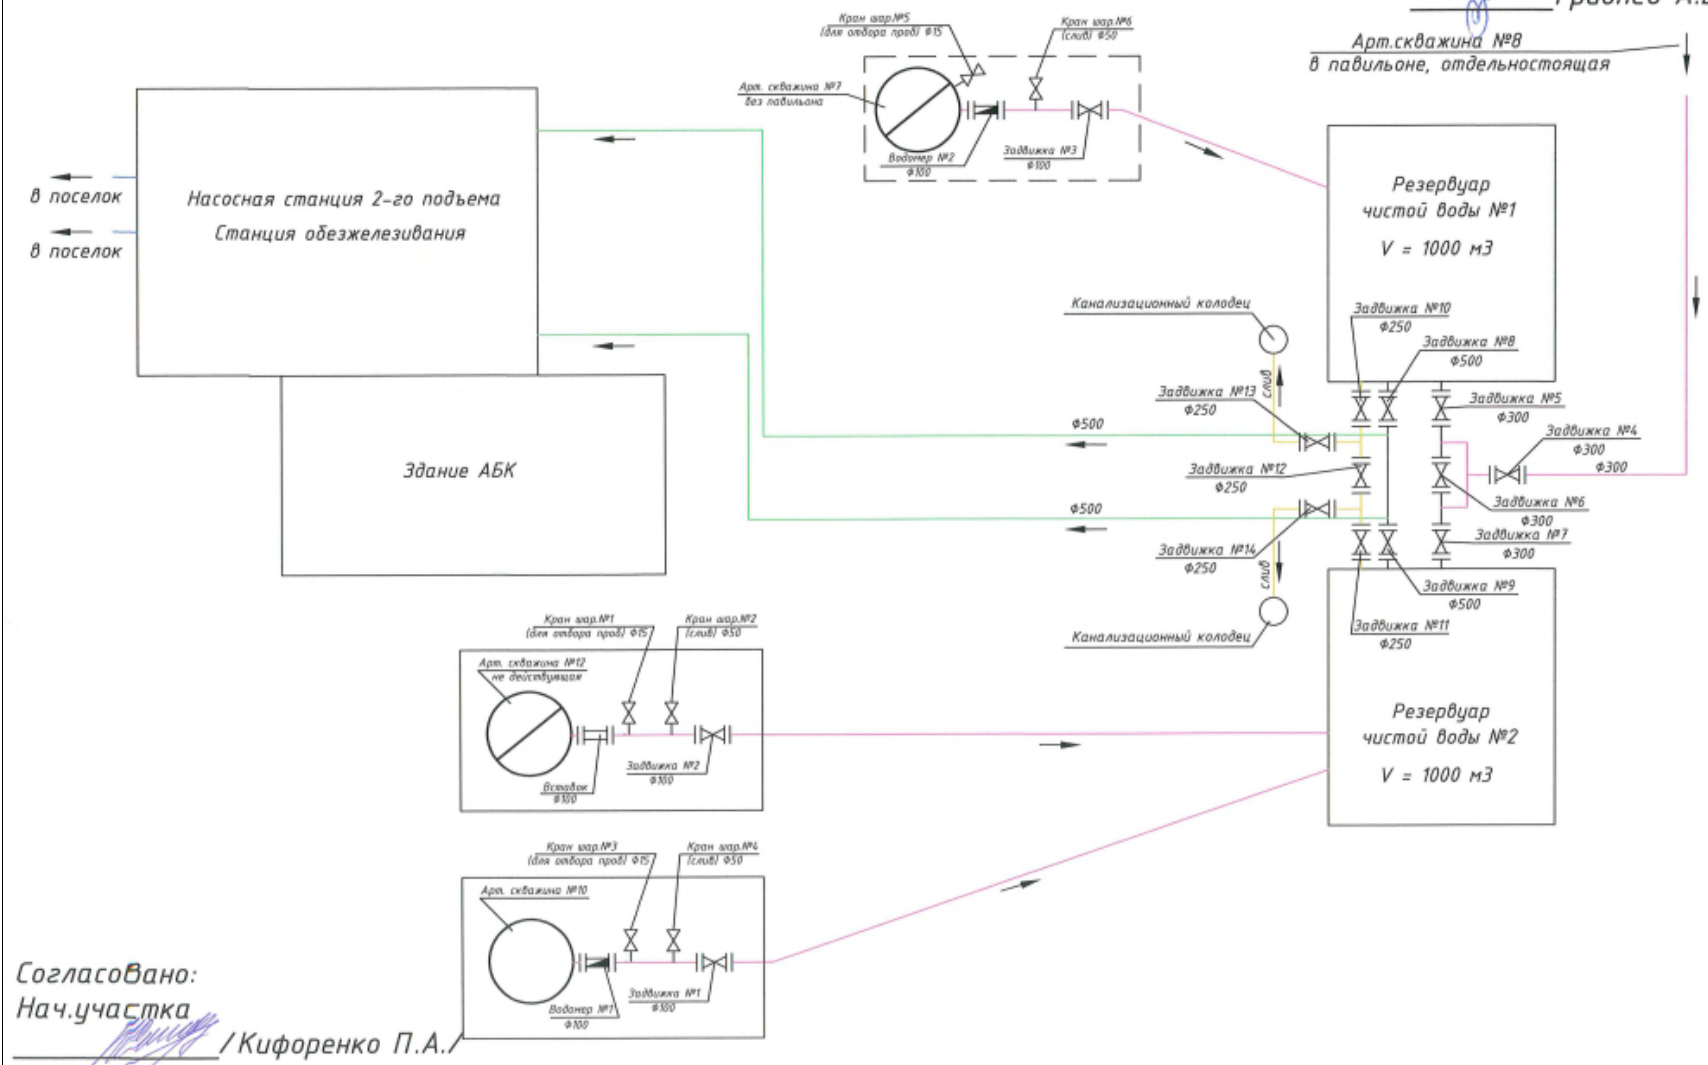 Арт.скважина №8
в павильоне, отдельностоящая
Кран шар.№5
(для отбора проб) Ф15
Кран шар.№6
(слив) Ф50
Арт. скважина №7
без павильона
Водомер №2
Ф100
Задвижка №3
Ф100
Насосная станция 2-го подъема
Станция обезжелезивания
в поселок
в поселок
Здание АБК
Резервуар
чистой воды №1
V = 1000 м3
Канализационный колодец
Задвижка №10
Ф250
Задвижка №8
Ф500
слив
Задвижка №13
Ф250
Задвижка №5
Ф300
Ф500
Задвижка №4
Ф300
Ф300
Задвижка №12
Ф250
Задвижка №6
Ф300
Ф500
Задвижка №7
Ф300
Задвижка №14
Ф250
слив
Задвижка №9
Ф500
Задвижка №11
Ф250
Канализационный колодец
Кран шар.№1
(для отбора проб) Ф15
Кран шар.№2
(слив) Ф50
Арт. скважина №12
не действующая
Вставок
Ф100
Задвижка №2
Ф100
Резервуар
чистой воды №2
V = 1000 м3
Кран шар.№3
(для отбора проб) Ф15
Кран шар.№4
(слив) Ф50
Арт. скважина №10
Водомер №1
Ф100
Задвижка №1
Ф100
Согласовано:
Нач.участка
/Кифоренко П.А./